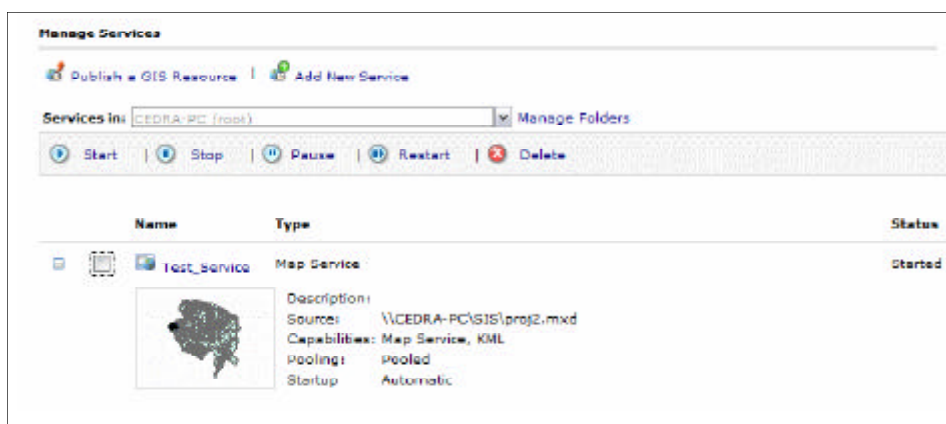 Manage Services
Publish a GIS Resource | Add New Service
Services in: CEDRA-PC (root) Manage Folders
Start | Stop | Pause | Restart | Delete
Name Type Status
Test_Service Map Service Started
Description:
Source: \\CEDRA-PC\GIS\proj2.mxd
Capabilities: Map Service, KML
Pooling: Pooled
Startup Automatic